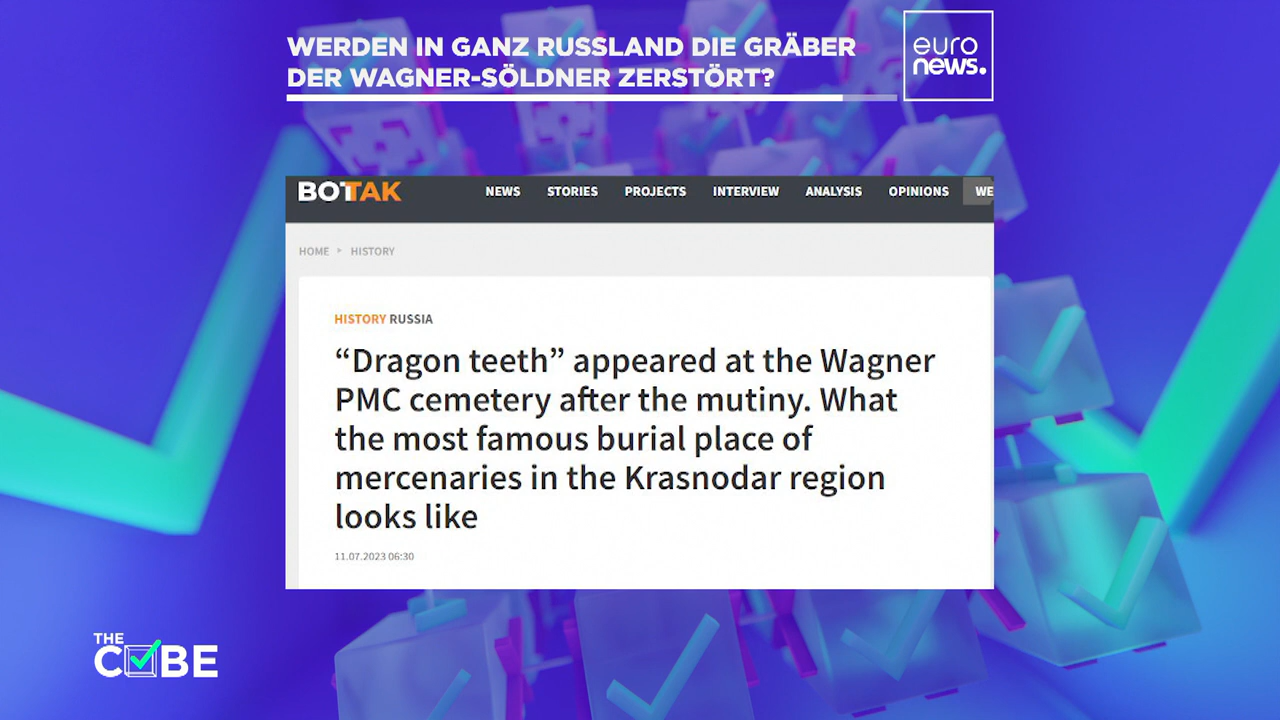 WERDEN IN GANZ RUSSLAND DIE GRÄBER
DER WAGNER-SÖLDNER ZERSTÖRT?
euro
news.
BOTTAK
NEWS STORIES PROJECTS INTERVIEW ANALYSIS OPINIONS WE
HOME ▸ HISTORY
HISTORY RUSSIA
“Dragon teeth” appeared at the Wagner
PMC cemetery after the mutiny. What
the most famous burial place of
mercenaries in the Krasnodar region
looks like
11.07.2023 06:30
THE
CUBE